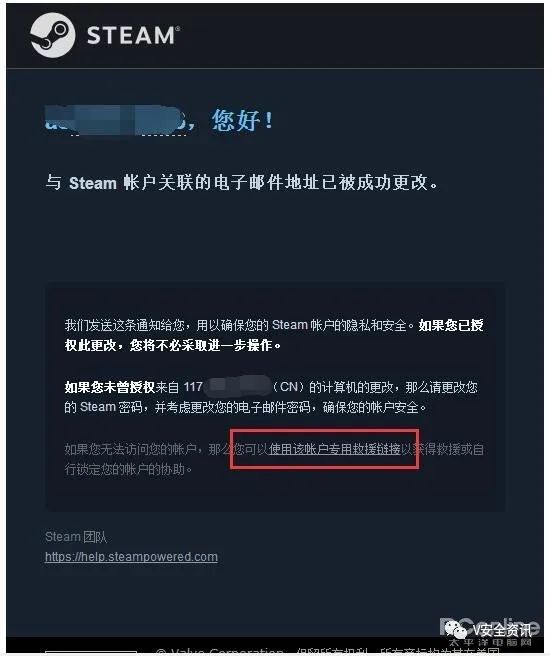 STEAM®
，您好！
与 Steam 帐户关联的电子邮件地址已被成功更改。
我们发送这条通知给您，用以确保您的 Steam 帐户的隐私和安全。如果您已授
权此更改，您将不必采取进一步操作。
如果您未曾授权来自 117 （CN）的计算机的更改，那么请更改您
的 Steam 密码，并考虑更改您的电子邮件密码，确保您的帐户安全。
如果您无法访问您的帐户，那么您可以使用该帐户专用救援链接以获得救援或自
行锁定您的帐户的协助。
Steam 团队
https://help.steampowered.com
PConline
太平洋电脑网
V安全资讯
© Valve Corporation 保留所有权利 所有商标均为其在美国